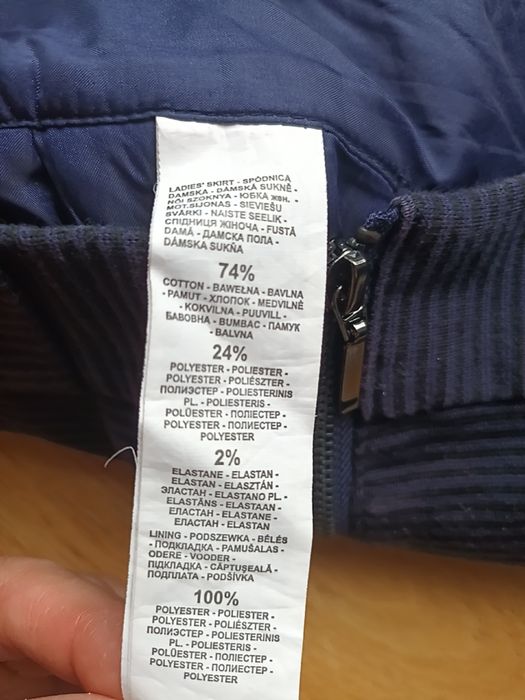 LADIES' SKIRT - SPÓDNICA
DAMSKA - DÁMSKÁ SUKNĚ -
NŐI SZOKNYA - ЮБКА ЖЕН. -
MOT.SIJONAS - SIEVIEŠU
SVĀRKI - NAISTE SEELIK -
СПІДНИЦЯ ЖІНОЧА - FUSTĂ
DAMĂ - ДАМСКА ПОЛА -
DÁMSKA SUKŇA
74%
COTTON - BAWEŁNA - BAVLNA
- PAMUT - ХЛОПОК - MEDVILNĖ
- KOKVILNA - PUUVILL -
БАВОВНА - BUMBAC - ПАМУК
- BALVNA
24%
POLYESTER - POLIESTER -
POLYESTER - POLIÉSZTER -
ПОЛИЭСТЕР - POLIESTERINIS
PL. - POLIESTERIS -
POLÜESTER - ПОЛІЕСТЕР -
POLYESTER - ПОЛИЕСТЕР -
POLYESTER
2%
ELASTANE - ELASTAN -
ELASTAN - ELASZTÁN -
ЭЛАСТАН - ELASTANO PL. -
ELASTĀNS - ELASTAAN -
ЕЛАСТАН - ELASTANE -
ЕЛАСТАН - ELASTAN
LINING - PODSZEWKA - BÉLÉS
- ПОДКЛАДКА - PAMUŠALAS -
ODERE - VOODER -
ПІДКЛАДКА - CĂPTUŞEALĂ -
ПОДПЛАТА - PODŠÍVKA
100%
POLYESTER - POLIESTER -
POLYESTER - POLIÉSZTER -
ПОЛИЭСТЕР - POLIESTERINIS
PL. - POLIESTERIS -
POLÜESTER - ПОЛІЕСТЕР -
POLYESTER - ПОЛИЕСТЕР -
POLYESTER